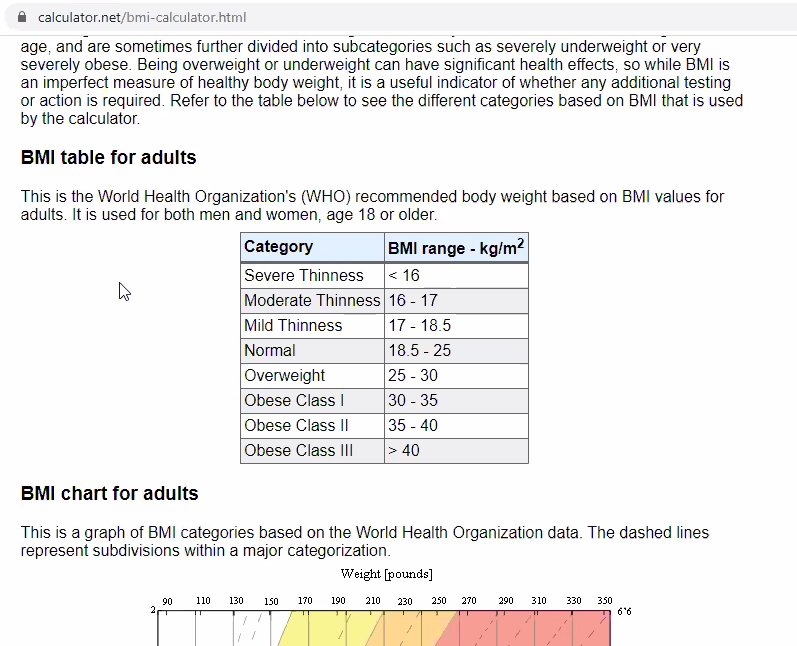 calculator.net/bmi-calculator.html
age, and are sometimes further divided into subcategories such as severely underweight or very
severely obese. Being overweight or underweight can have significant health effects, so while BMI is
an imperfect measure of healthy body weight, it is a useful indicator of whether any additional testing
or action is required. Refer to the table below to see the different categories based on BMI that is used
by the calculator.
BMI table for adults
This is the World Health Organization's (WHO) recommended body weight based on BMI values for
adults. It is used for both men and women, age 18 or older.
Category BMI range - kg/m2
Severe Thinness < 16
Moderate Thinness 16 - 17
Mild Thinness 17 - 18.5
Normal 18.5 - 25
Overweight 25 - 30
Obese Class I 30 - 35
Obese Class II 35 - 40
Obese Class III > 40
BMI chart for adults
This is a graph of BMI categories based on the World Health Organization data. The dashed lines
represent subdivisions within a major categorization.
Weight [pounds]
90 110 130 150 170 190 210 230 250 270 290 310 330 350
2 6'6